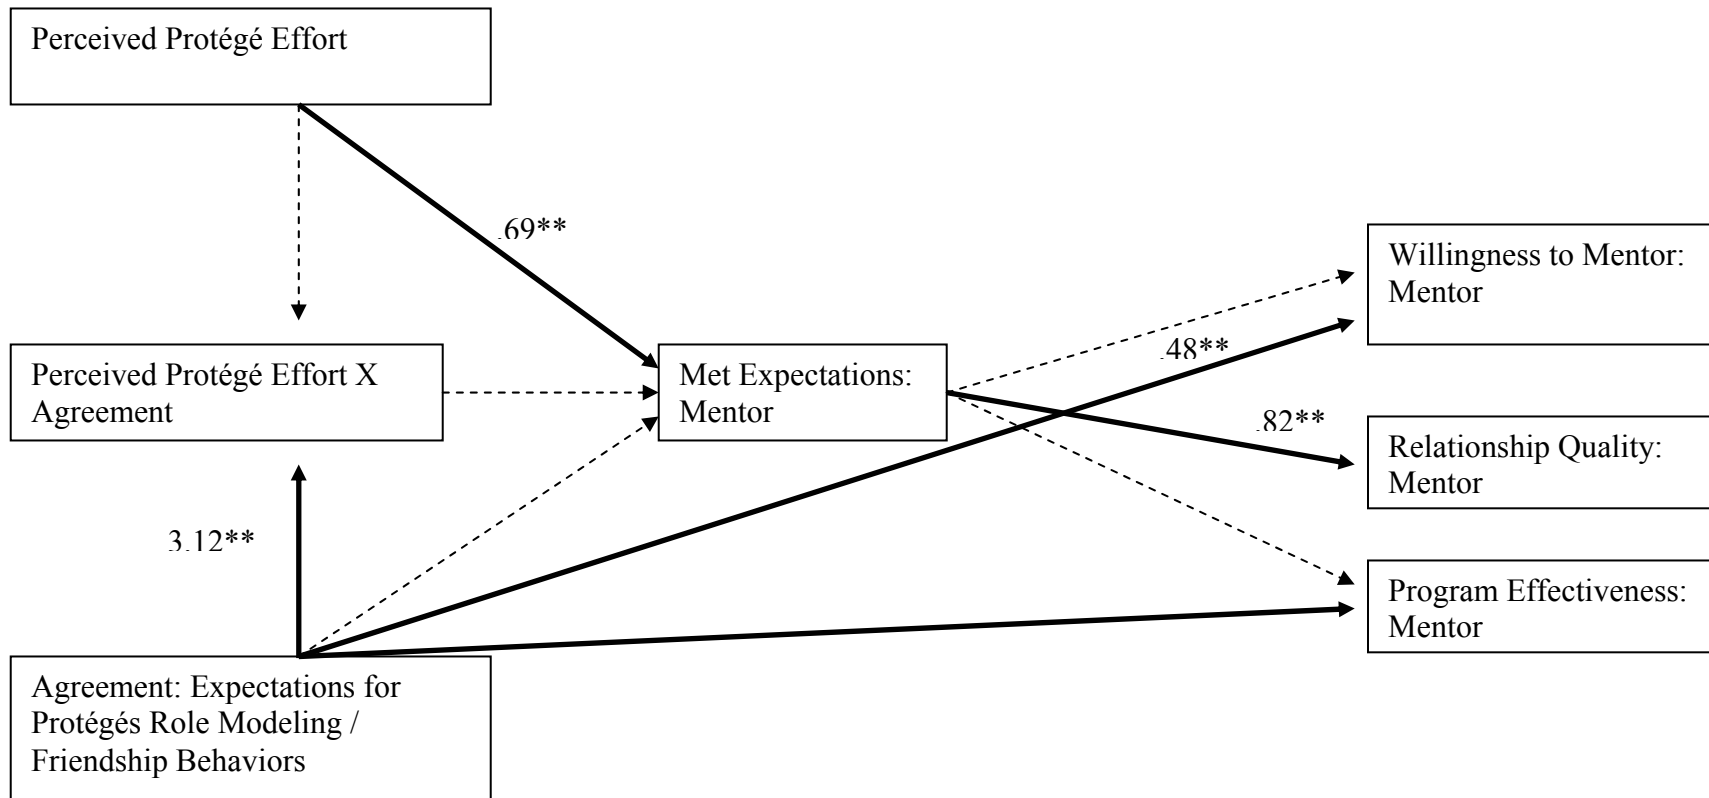 Perceived Protégé Effort
.69**
Willingness to Mentor:
Mentor
.48**
Perceived Protégé Effort X
Agreement
Met Expectations:
Mentor
.82**
Relationship Quality:
Mentor
3.12**
Program Effectiveness:
Mentor
Agreement: Expectations for
Protégés Role Modeling /
Friendship Behaviors